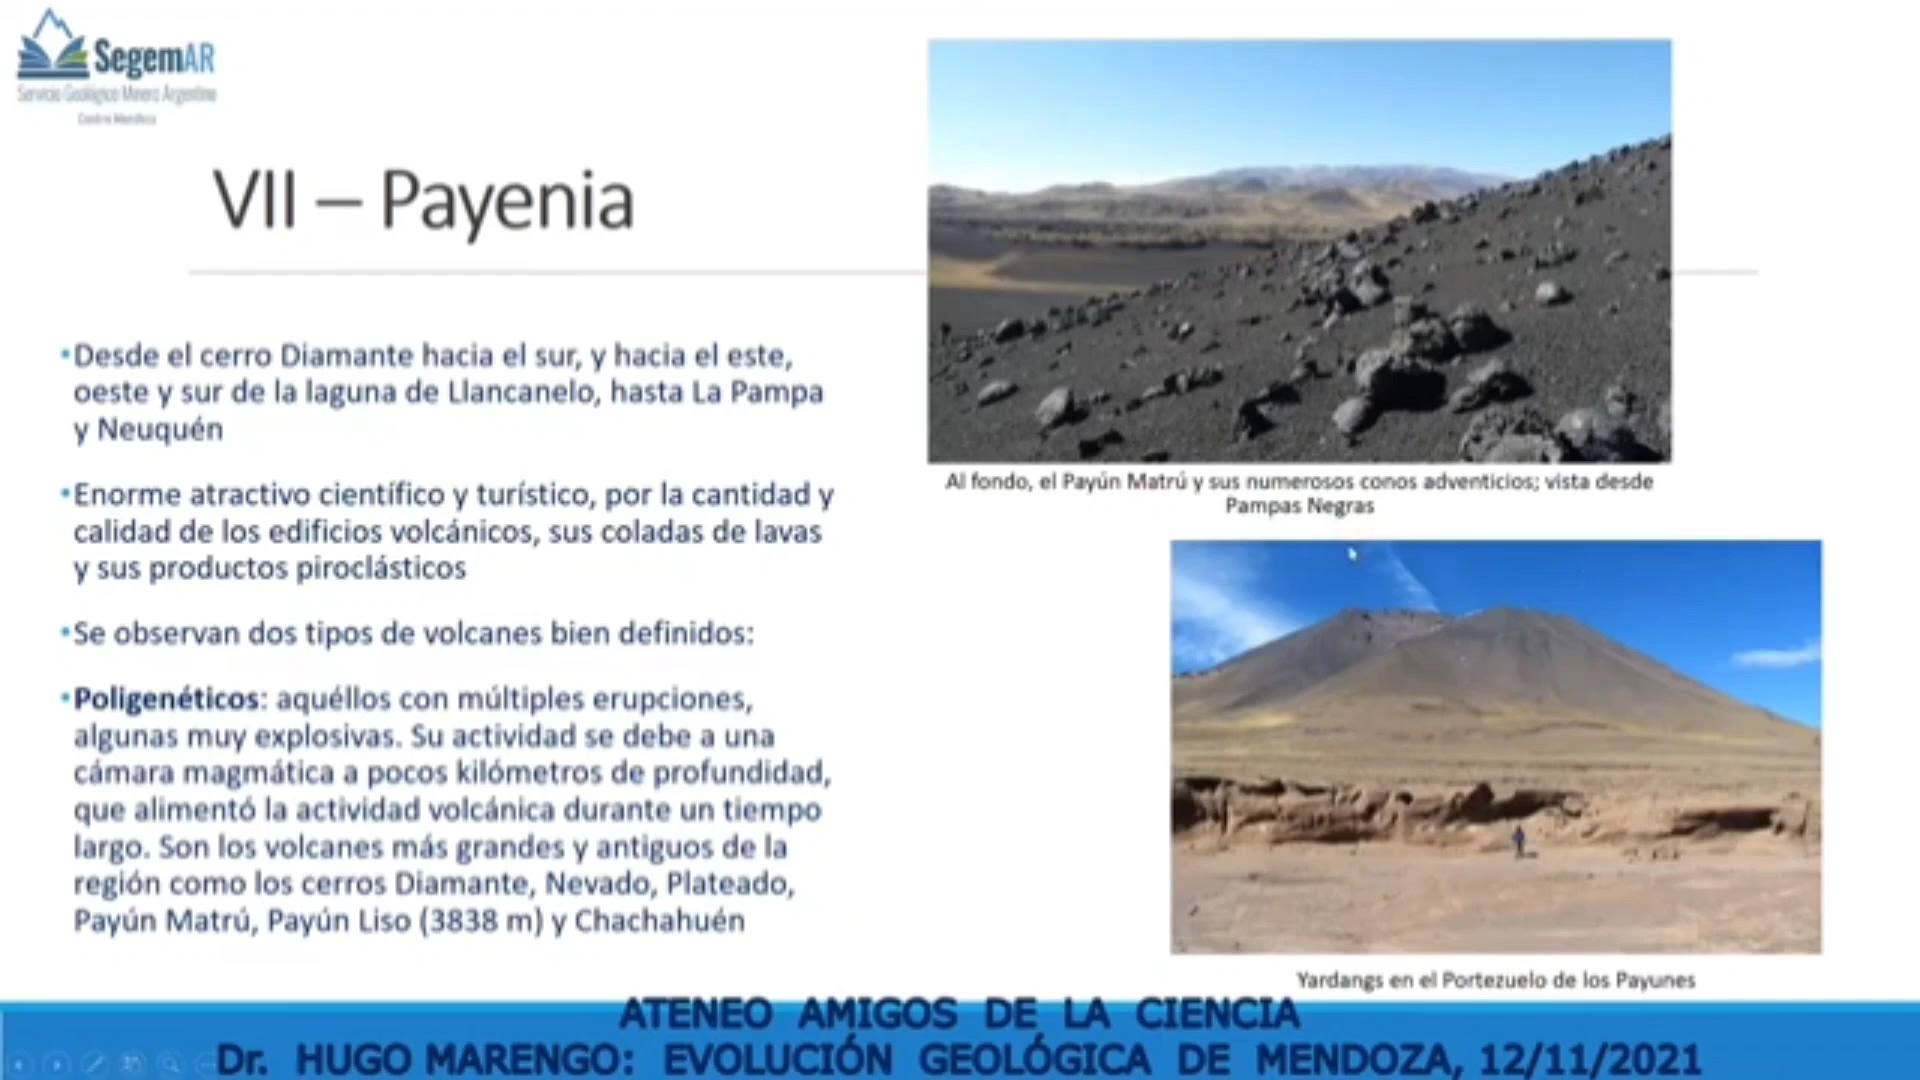 SegemAR
Servicio Geológico Minero Argentino
Centro Mendoza
VII – Payenia
•Desde el cerro Diamante hacia el sur, y hacia el este,
oeste y sur de la laguna de Llancanelo, hasta La Pampa
y Neuquén
•Enorme atractivo científico y turístico, por la cantidad y
calidad de los edificios volcánicos, sus coladas de lavas
y sus productos piroclásticos
•Se observan dos tipos de volcanes bien definidos:
•Poligenéticos: aquéllos con múltiples erupciones,
algunas muy explosivas. Su actividad se debe a una
cámara magmática a pocos kilómetros de profundidad,
que alimentó la actividad volcánica durante un tiempo
largo. Son los volcanes más grandes y antiguos de la
región como los cerros Diamante, Nevado, Plateado,
Payún Matrú, Payún Liso (3838 m) y Chachahuén
Al fondo, el Payún Matrú y sus numerosos conos adventicios; vista desde
Pampas Negras
Yardangs en el Portezuelo de los Payunes
ATENEO AMIGOS DE LA CIENCIA
Dr. HUGO MARENGO: EVOLUCIÓN GEOLÓGICA DE MENDOZA, 12/11/2021